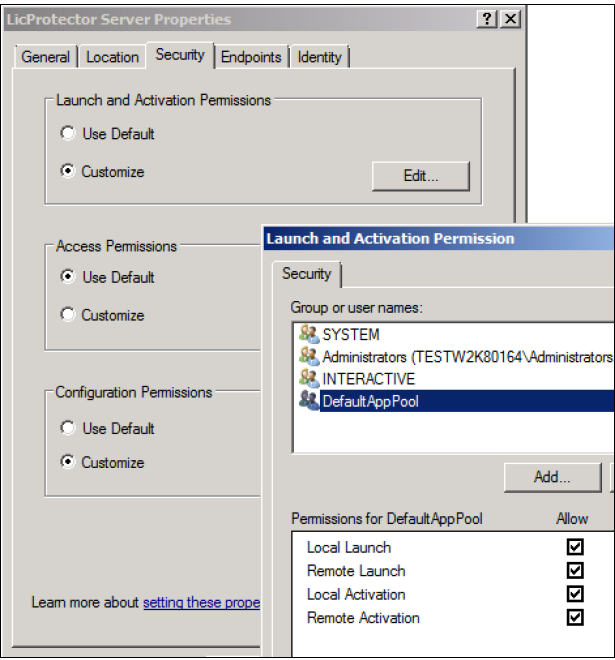 LicProtector Server Properties
General Location Security Endpoints Identity
Launch and Activation Permissions
Use Default
Customize
Edit...
Access Permissions
Use Default
Customize
Configuration Permissions
Use Default
Customize
Learn more about setting these prope
Launch and Activation Permission
Security
Group or user names:
SYSTEM
Administrators (TESTW2K80164\Administrators
INTERACTIVE
DefaultAppPool
Add...
Permissions for DefaultAppPool Allow
Local Launch
Remote Launch
Local Activation
Remote Activation